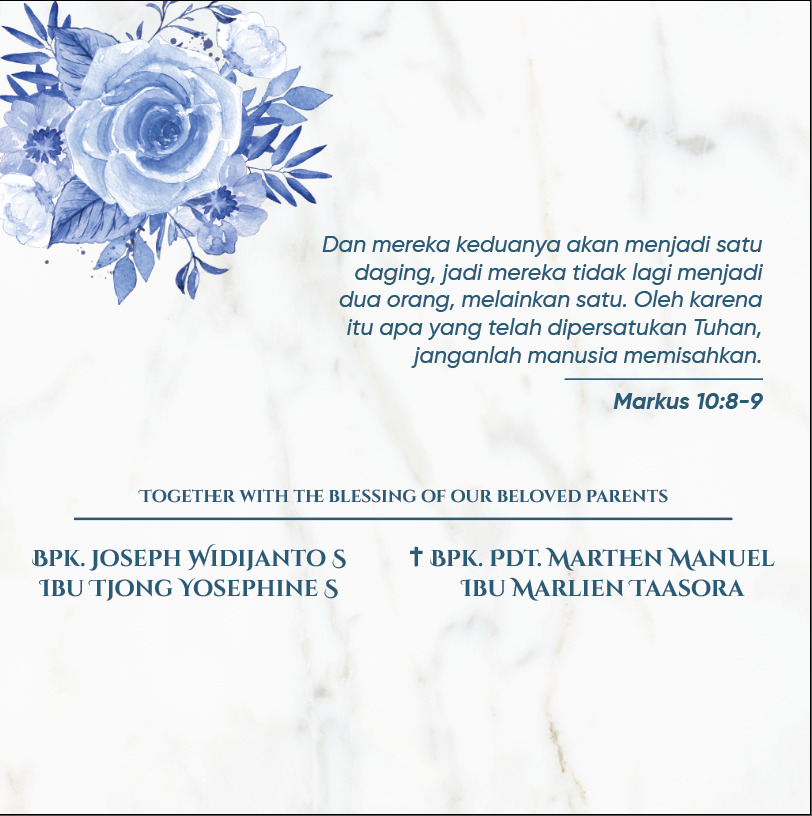 Dan mereka keduanya akan menjadi satu
daging, jadi mereka tidak lagi menjadi
dua orang, melainkan satu. Oleh karena
itu apa yang telah dipersatukan Tuhan,
janganlah manusia memisahkan.
Markus 10:8-9
Together with the blessing of our beloved parents
Bpk. Joseph Widijanto S
Ibu Tjong Yosephine S
✝ Bpk. Pdt. Marthen Manuel
Ibu Marlien Taasora